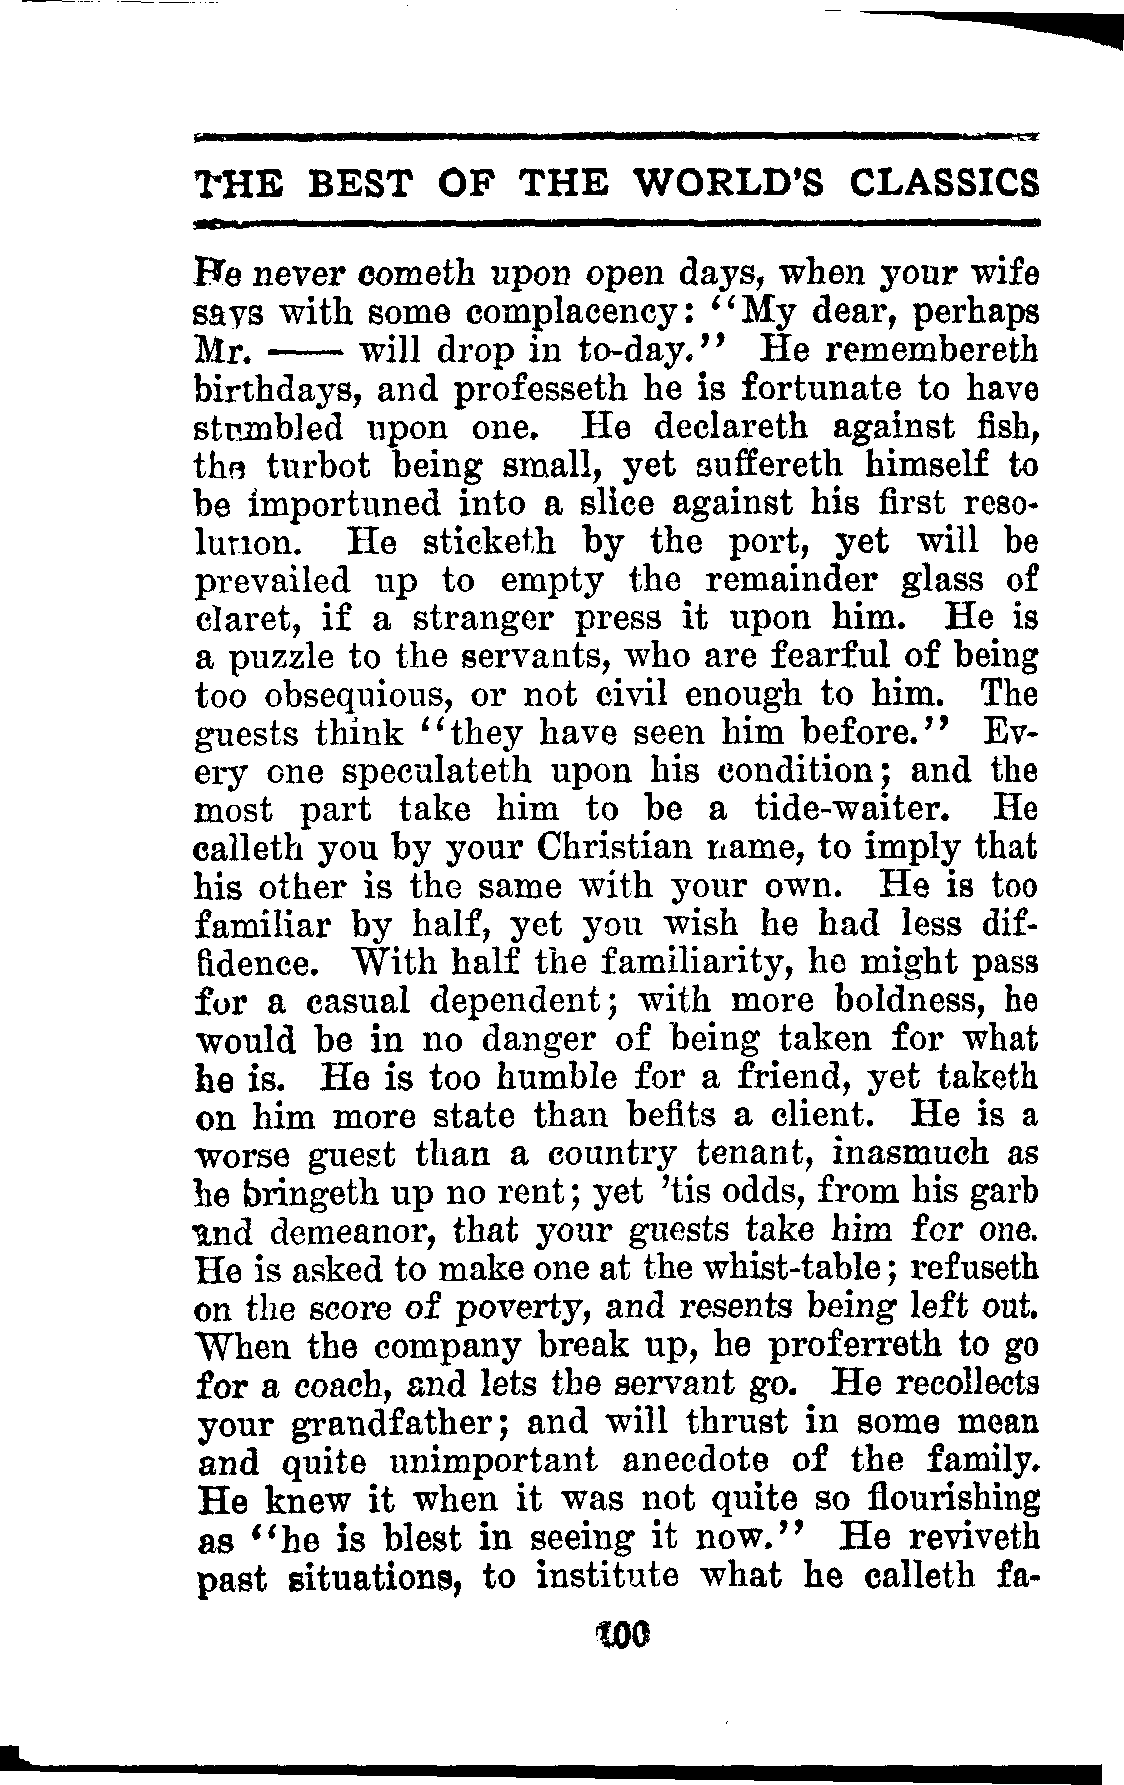 THE BEST OF THE WORLD'S CLASSICS
He never cometh upon open days, when your wife
says with some complacency: "My dear, perhaps
Mr. —— will drop in to-day." He remembereth
birthdays, and professeth he is fortunate to have
stumbled upon one. He declareth against fish,
the turbot being small, yet suffereth himself to
be importuned into a slice against his first reso-
lution. He sticketh by the port, yet will be
prevailed up to empty the remainder glass of
claret, if a stranger press it upon him. He is
a puzzle to the servants, who are fearful of being
too obsequious, or not civil enough to him. The
guests think "they have seen him before." Ev-
ery one speculateth upon his condition; and the
most part take him to be a tide-waiter. He
calleth you by your Christian name, to imply that
his other is the same with your own. He is too
familiar by half, yet you wish he had less dif-
fidence. With half the familiarity, he might pass
for a casual dependent; with more boldness, he
would be in no danger of being taken for what
he is. He is too humble for a friend, yet taketh
on him more state than befits a client. He is a
worse guest than a country tenant, inasmuch as
he bringeth up no rent; yet 'tis odds, from his garb
and demeanor, that your guests take him for one.
He is asked to make one at the whist-table; refuseth
on the score of poverty, and resents being left out.
When the company break up, he proferreth to go
for a coach, and lets the servant go. He recollects
your grandfather; and will thrust in some mean
and quite unimportant anecdote of the family.
He knew it when it was not quite so flourishing
as "he is blest in seeing it now." He reviveth
past situations, to institute what he calleth fa-
100